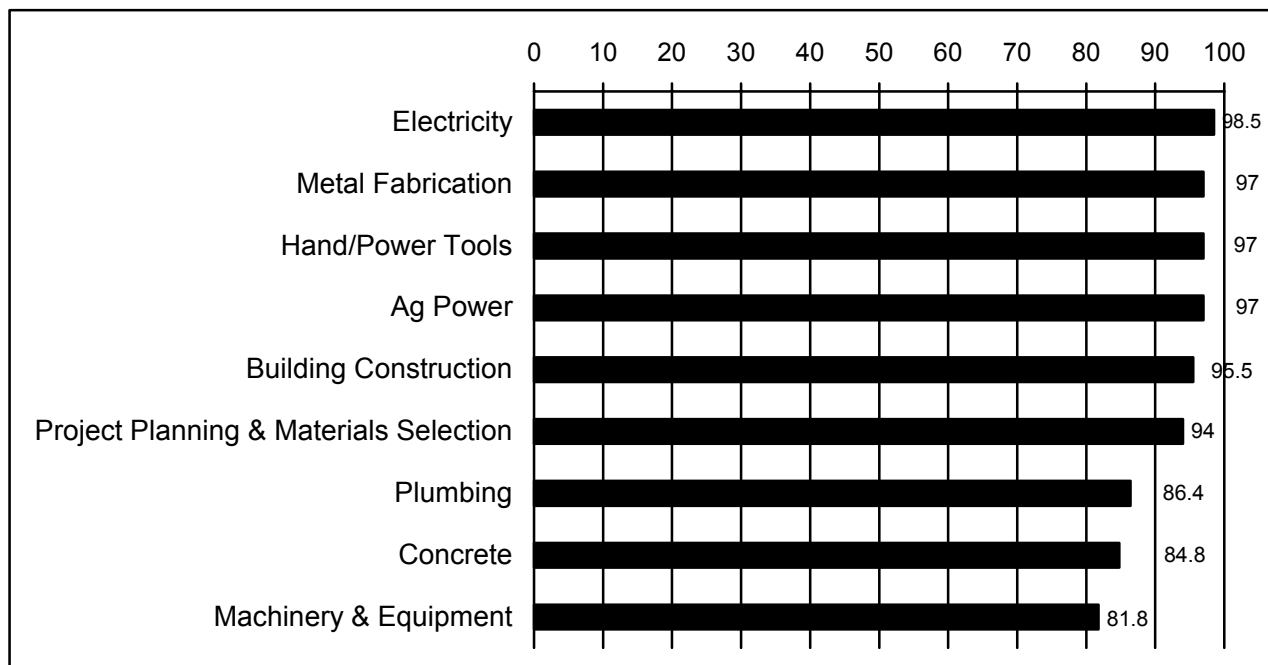 0 10 20 30 40 50 60 70 80 90 100
Electricity 98.5
Metal Fabrication 97
Hand/Power Tools 97
Ag Power 97
Building Construction 95.5
Project Planning & Materials Selection 94
Plumbing 86.4
Concrete 84.8
Machinery & Equipment 81.8